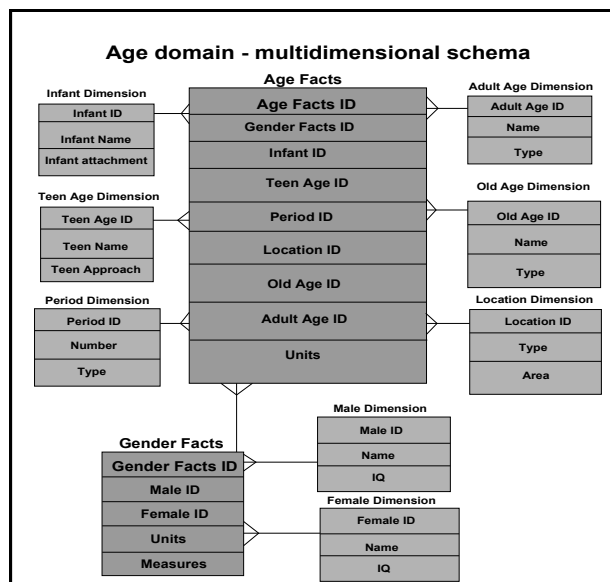 Age domain - multidimensional schema
Age Facts
Age Facts ID
Gender Facts ID
Infant ID
Teen Age ID
Period ID
Location ID
Old Age ID
Adult Age ID
Units
Infant Dimension
Infant ID
Infant Name
Infant attachment
Teen Age Dimension
Teen Age ID
Teen Name
Teen Approach
Period Dimension
Period ID
Number
Type
Adult Age Dimension
Adult Age ID
Name
Type
Old Age Dimension
Old Age ID
Name
Type
Location Dimension
Location ID
Type
Area
Gender Facts
Gender Facts ID
Male ID
Female ID
Units
Measures
Male Dimension
Male ID
Name
IQ
Female Dimension
Female ID
Name
IQ